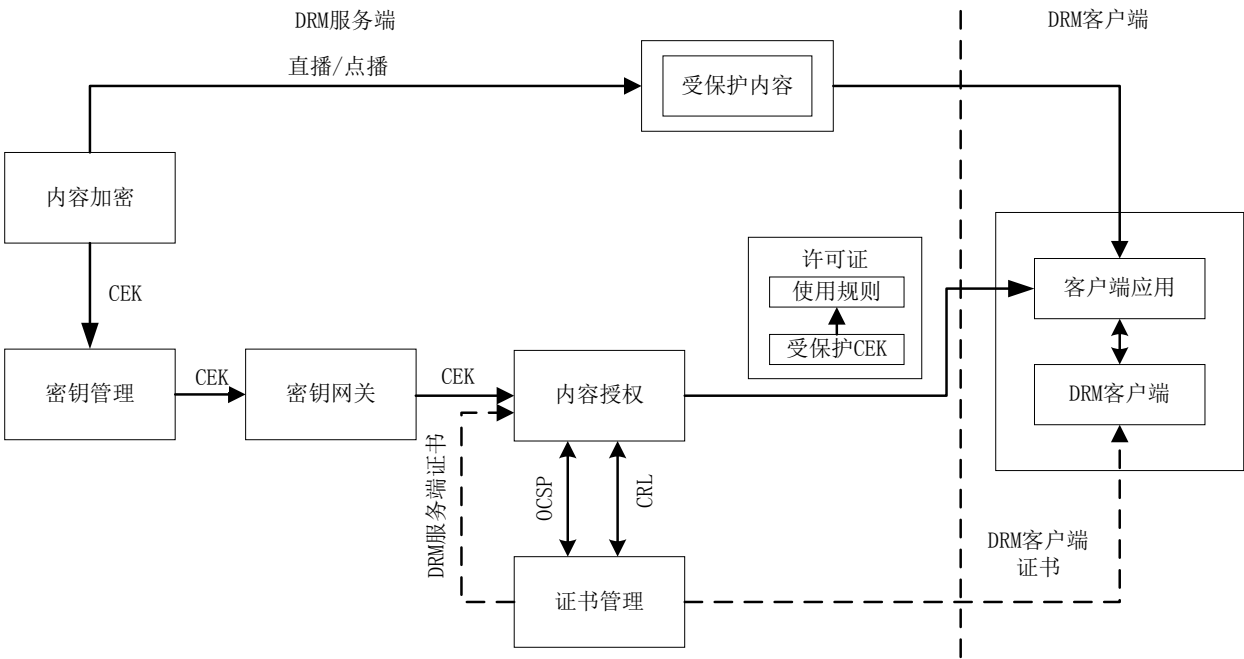 DRM服务端
DRM客户端
直播/点播
受保护内容
内容加密
许可证
使用规则
受保护CEK
客户端应用
CEK
密钥管理
CEK
密钥网关
CEK
内容授权
DRM客户端
DRM服务端证书
OCSP
CRL
DRM客户端
证书
证书管理